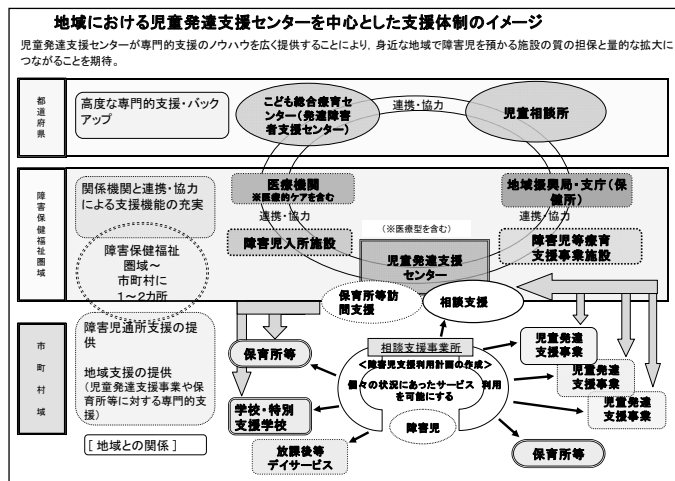 地域における児童発達支援センターを中心とした支援体制のイメージ
児童発達支援センターが専門的支援のノウハウを広く提供することにより、身近な地域で障害児を預かる施設の質の担保と量的な拡大に
つながることを期待。
都道府県
高度な専門的支援・バック
アップ
こども総合療育セ
ンター(発達障害
者支援センター)
連携・協力
児童相談所
障害保健福祉圏域
関係機関と連携・協力
による支援機能の充実
医療機関
※医療的ケアを含む
地域振興局・支庁(保健
所)
連携・協力
連携・協力
障害児入所施設
(※医療型を含む)
障害児等療育
支援事業施設
障害保健福祉
圏域~
市町村に
1~2カ所
児童発達支援
センター
保育所等訪
問支援
相談支援
市町村域
障害児通所支援の提
供
地域支援の提供
(児童発達支援事業や保
育所等に対する専門的支
援)
[地域との関係]
保育所等
相談支援事業所
<障害児支援利用計画の作成>
個々の状況にあったサービス 利用
を可能にする
障害児
児童発達
支援事業
児童発達
支援事業
児童発達
支援事業
学校・特別
支援学校
放課後等
デイサービス
保育所等